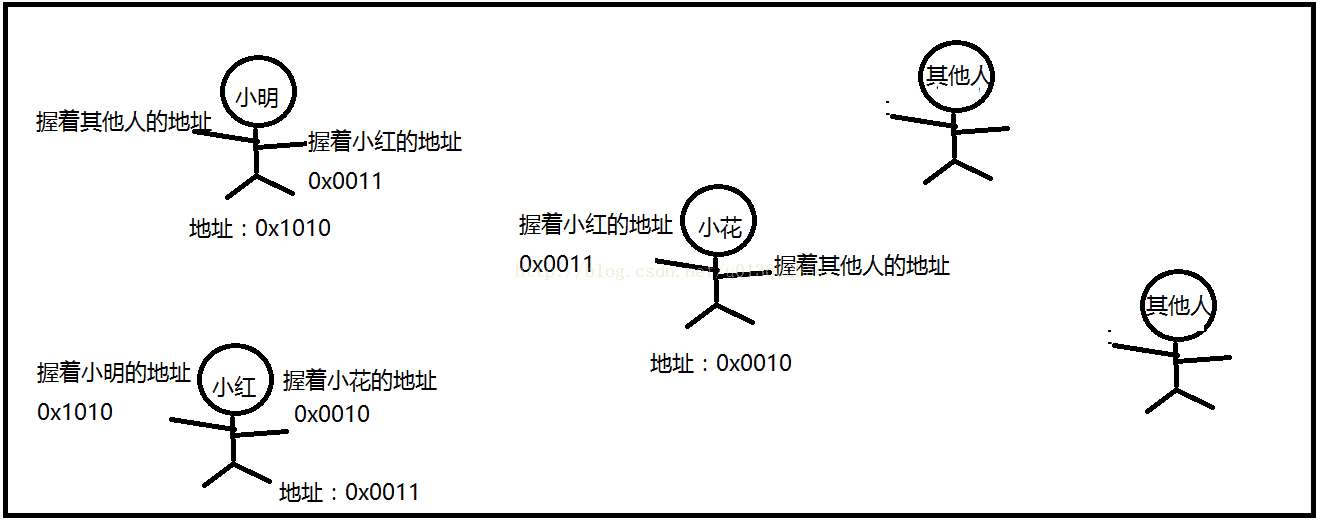 小明
握着其他人的地址
握着小红的地址
0x0011
地址：0x1010
其他人
握着小红的地址
0x0011
小花
握着其他人的地址
地址：0x0010
其他人
握着小明的地址
0x1010
小红
握着小花的地址
0x0010
地址：0x0011